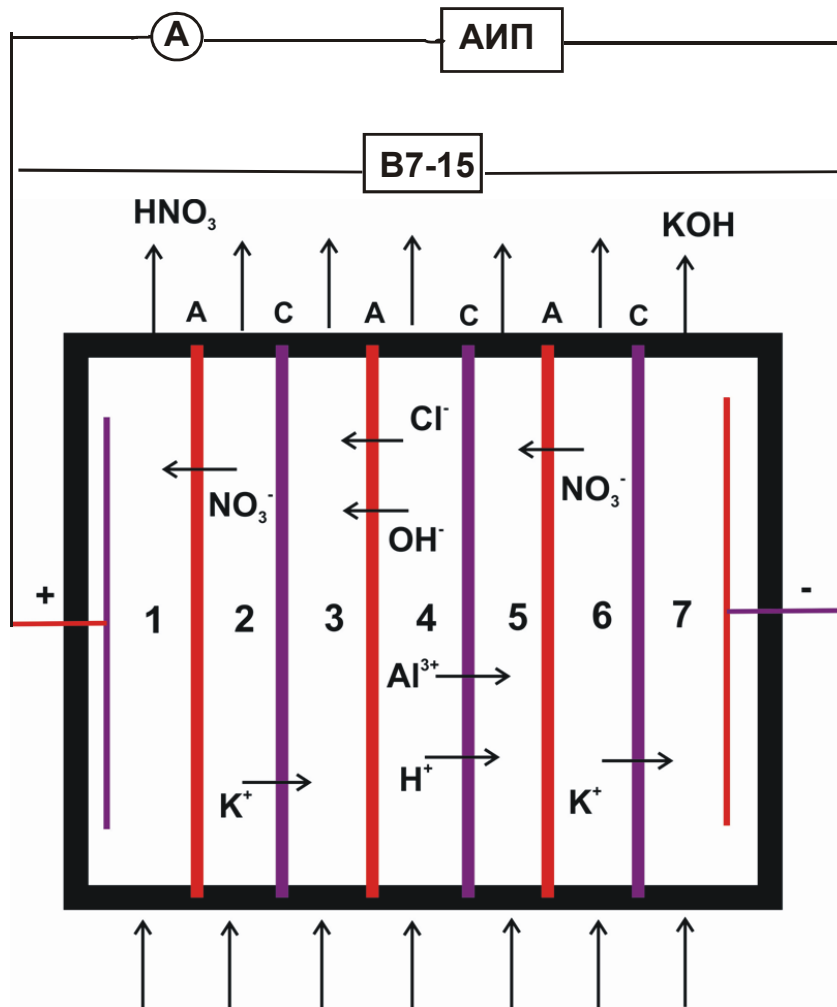 А
АИП
В7-15
HNO₃
KOH
A
C
A
C
A
C
Cl⁻
NO₃⁻
NO₃⁻
OH⁻
+
-
1
2
3
4
5
6
7
Al³⁺
K⁺
H⁺
K⁺